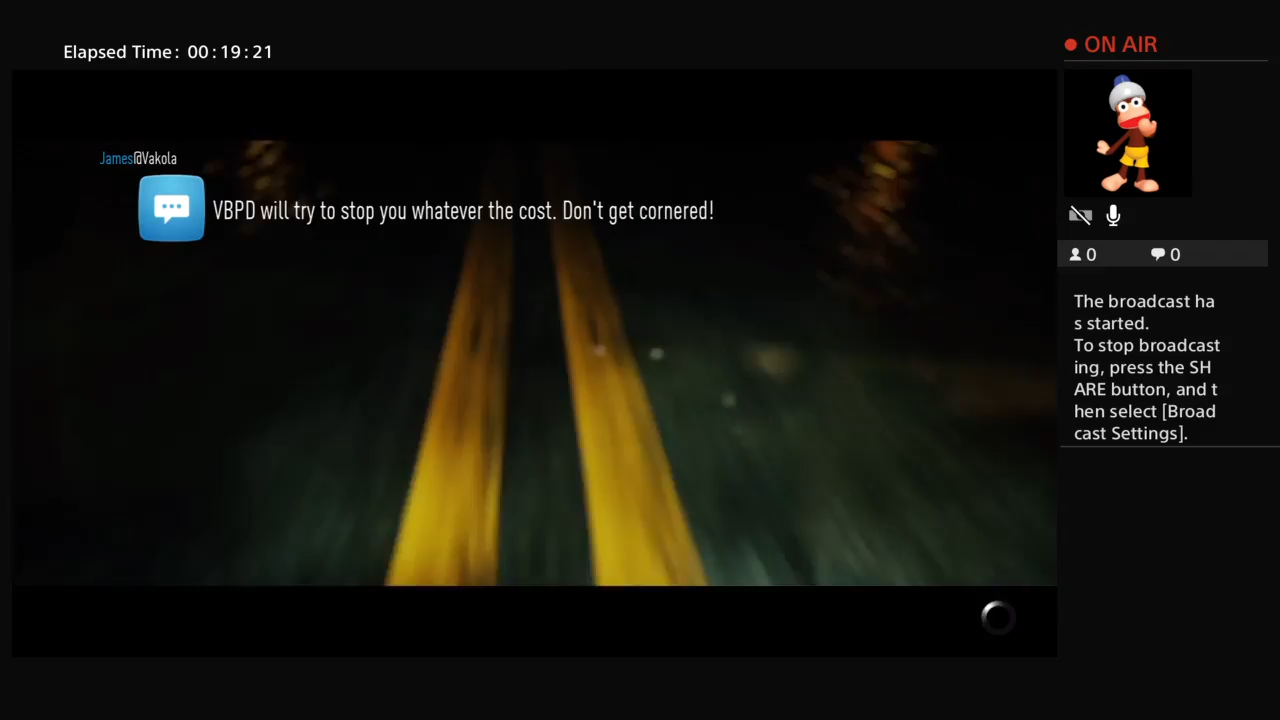 Elapsed Time: 00:19:21
ON AIR
James@Vakola
VBPD will try to stop you whatever the cost. Don't get cornered!
0
0
The broadcast ha
s started.
To stop broadcast
ing, press the SH
ARE button, and t
hen select [Broad
cast Settings].